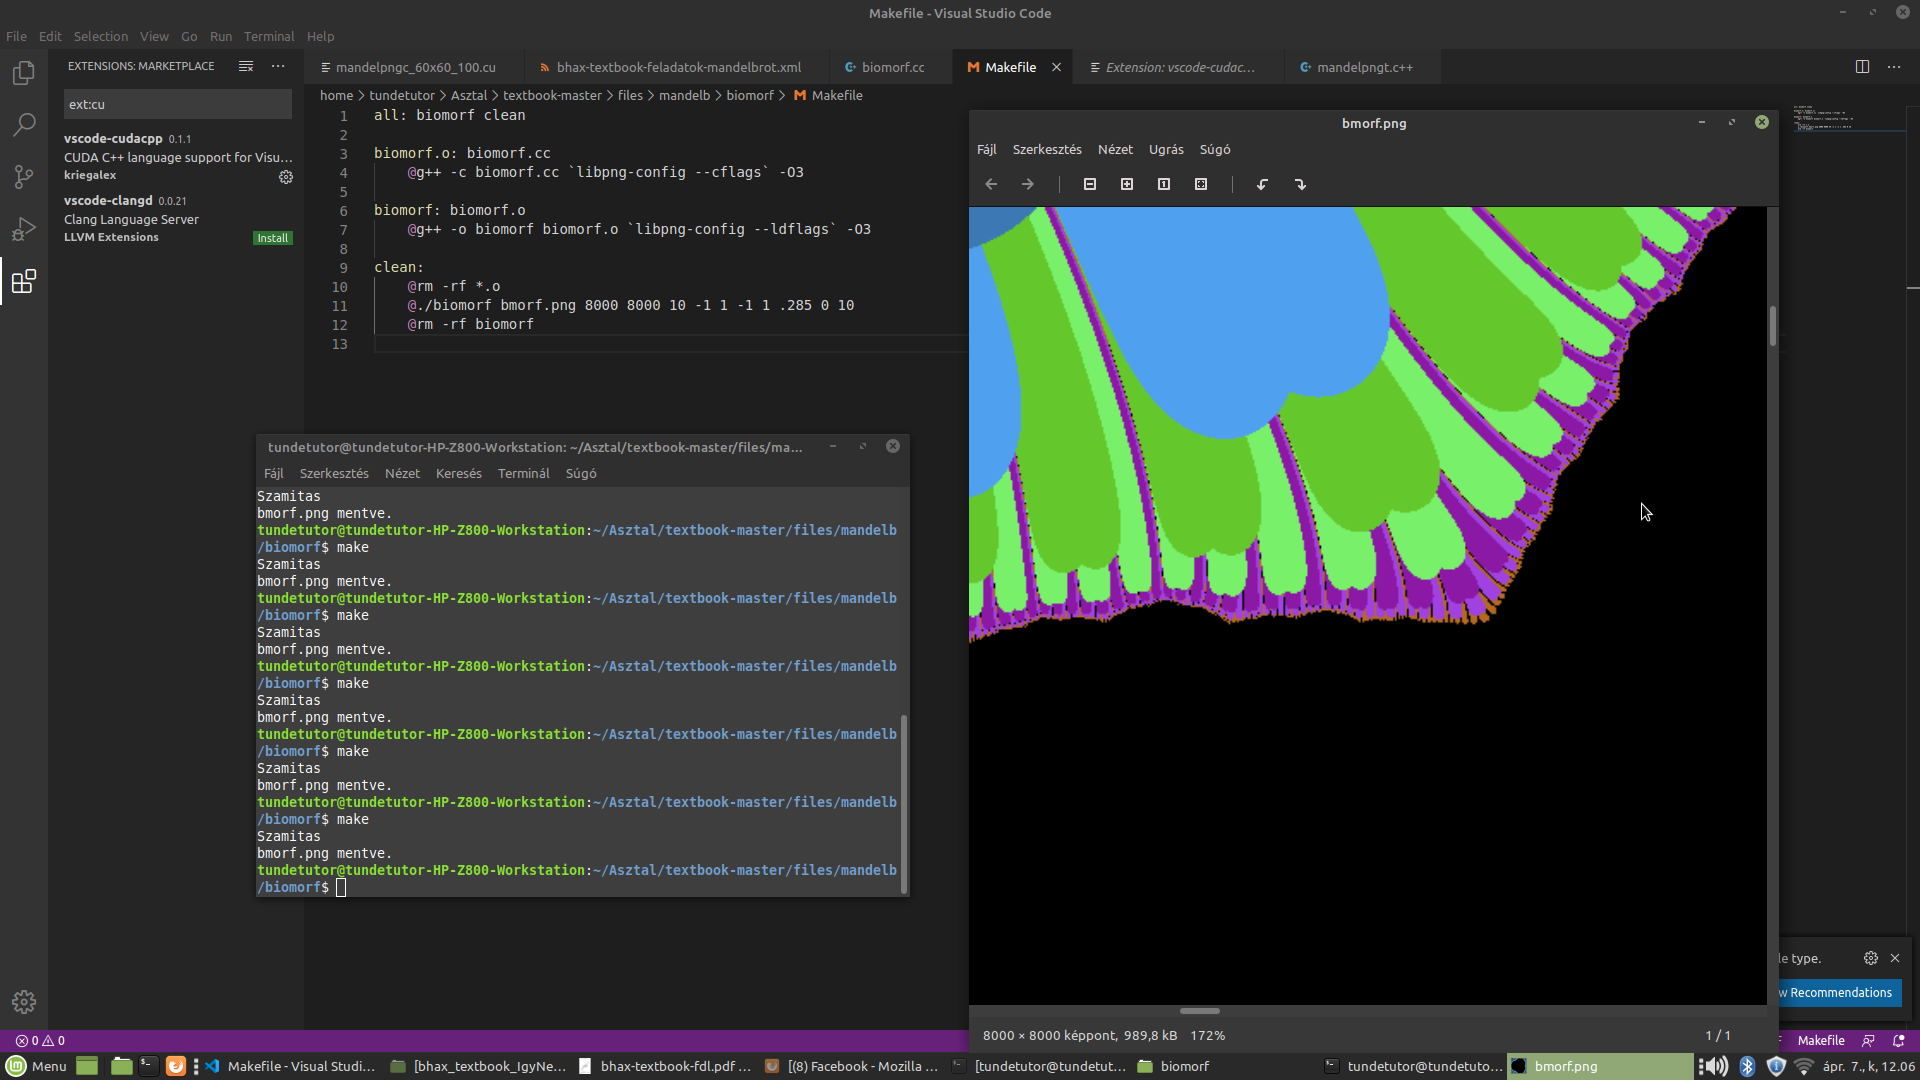 Makefile - Visual Studio Code
File Edit Selection View Go Run Terminal Help
EXTENSIONS: MARKETPLACE
ext:cu
vscode-cudacpp 0.1.1
CUDA C++ language support for Visu...
kriegalex
vscode-clangd 0.0.21
Clang Language Server
LLVM Extensions Install
mandelpngc_60x60_100.cu bhax-textbook-feladatok-mandelbrot.xml biomorf.cc Makefile Extension: vscode-cudac... mandelpngt.c++
home > tundetutor > Asztal > textbook-master > files > mandelb > biomorf > Makefile
1 all: biomorf clean
2
3 biomorf.o: biomorf.cc
4 @g++ -c biomorf.cc `libpng-config --cflags` -O3
5
6 biomorf: biomorf.o
7 @g++ -o biomorf biomorf.o `libpng-config --ldflags` -O3
8
9 clean:
10 @rm -rf *.o
11 @./biomorf bmorf.png 8000 8000 10 -1 1 -1 1 .285 0 10
12 @rm -rf biomorf
13
tundetutor@tundetutor-HP-Z800-Workstation: ~/Asztal/textbook-master/files/ma...
Fájl Szerkesztés Nézet Keresés Terminál Súgó
Szamitas
bmorf.png mentve.
tundetutor@tundetutor-HP-Z800-Workstation:~/Asztal/textbook-master/files/mandelb
/biomorf$ make
Szamitas
bmorf.png mentve.
tundetutor@tundetutor-HP-Z800-Workstation:~/Asztal/textbook-master/files/mandelb
/biomorf$ make
Szamitas
bmorf.png mentve.
tundetutor@tundetutor-HP-Z800-Workstation:~/Asztal/textbook-master/files/mandelb
/biomorf$ make
Szamitas
bmorf.png mentve.
tundetutor@tundetutor-HP-Z800-Workstation:~/Asztal/textbook-master/files/mandelb
/biomorf$ make
Szamitas
bmorf.png mentve.
tundetutor@tundetutor-HP-Z800-Workstation:~/Asztal/textbook-master/files/mandelb
/biomorf$ make
Szamitas
bmorf.png mentve.
tundetutor@tundetutor-HP-Z800-Workstation:~/Asztal/textbook-master/files/mandelb
/biomorf$
bmorf.png
Fájl Szerkesztés Nézet Ugrás Súgó
8000 × 8000 képpont, 989,8 kB 172% 1 / 1
le type.
w Recommendations
0 0 Makefile
Menu Makefile - Visual Studi... [bhax_textbook_IgyNe... bhax-textbook-fdl.pdf ... [(8) Facebook - Mozilla ... [tundetutor@tundetut... biomorf tundetutor@tundetuto... bmorf.png ápr. 7., k, 12.06